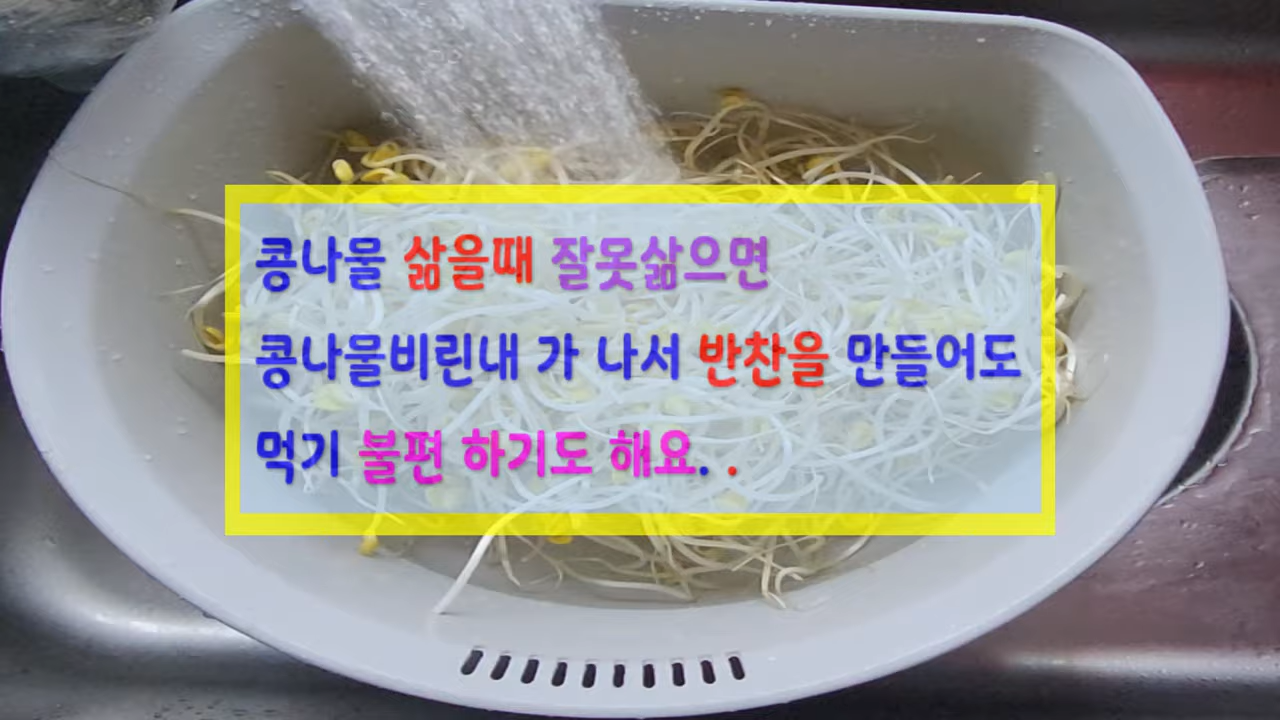 콩나물 삶을때 잘못삶으면
콩나물비린내 가 나서 반찬을 만들어도
먹기 불편 하기도 해요. .